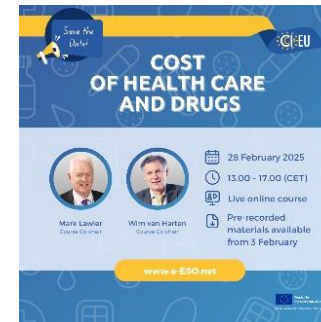 Save the
Date!
CI EU
COST
OF HEALTH CARE
AND DRUGS
28 February 2025
13.00 - 17.00 (CET)
Live online course
Pre-recorded
materials available
from 3 February
Mark Lawler
Course Co-chair
Wim van Harten
Course Co-chair
www.e-ESO.net